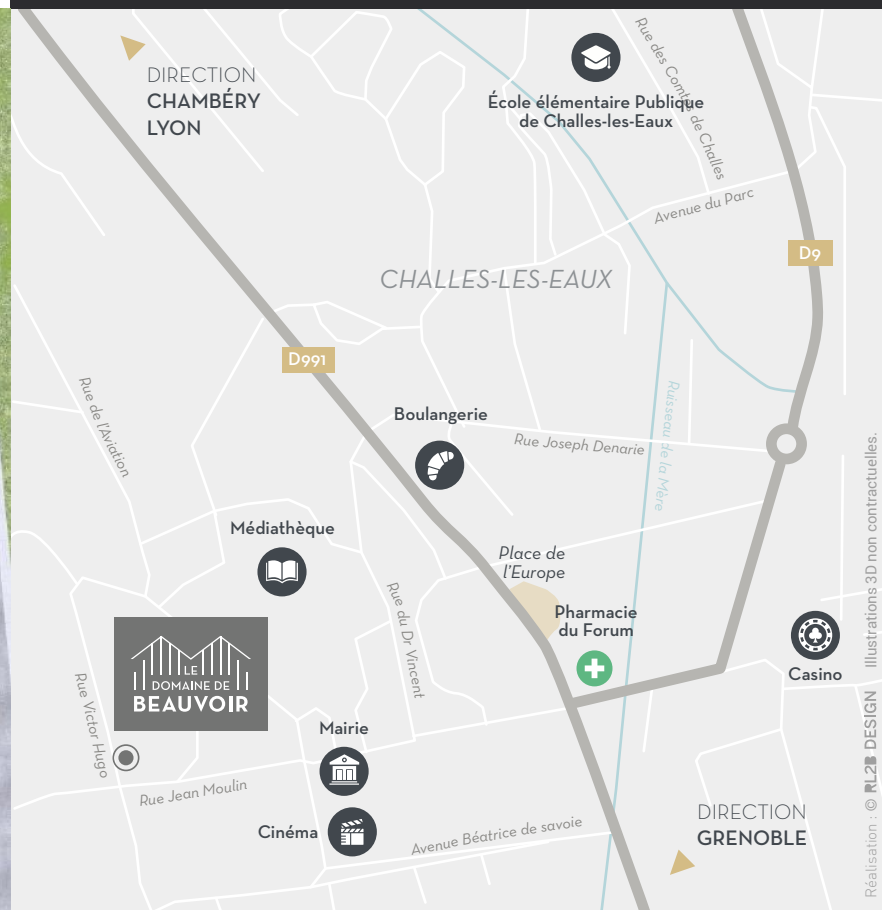 DIRECTION
CHAMBÉRY
LYON
École élémentaire Publique
de Challes-les-Eaux
Rue des Comtes de Challes
Avenue du Parc
D9
CHALLES-LES-EAUX
D991
Rue de l'Aviation
Boulangerie
Rue Joseph Denarie
Ruisseau de la Mère
Médiathèque
Place de
l'Europe
Pharmacie
du Forum
Rue du Dr Vincent
Casino
LE
DOMAINE DE
BEAUVOIR
Rue Victor Hugo
Mairie
Rue Jean Moulin
Cinéma
Avenue Béatrice de savoie
DIRECTION
GRENOBLE
Réalisation : © RL2B DESIGN Illustrations 3D non contractuelles.